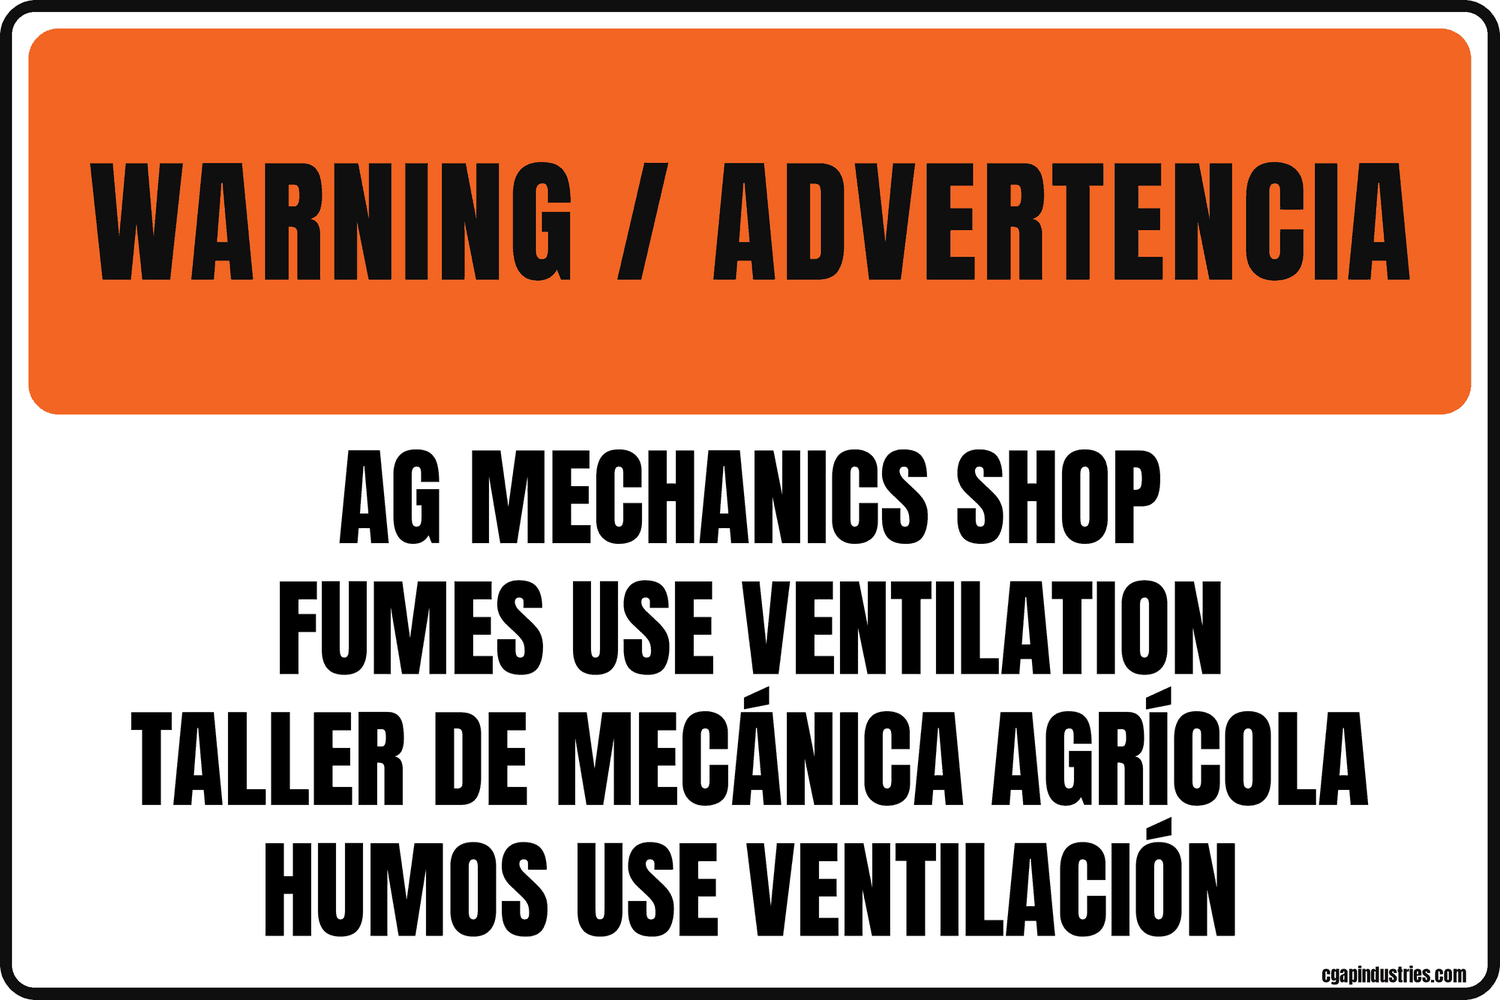 WARNING / ADVERTENCIA
AG MECHANICS SHOP
FUMES USE VENTILATION
TALLER DE MECÁNICA AGRÍCOLA
HUMOS USE VENTILACIÓN
cgapindustries.com